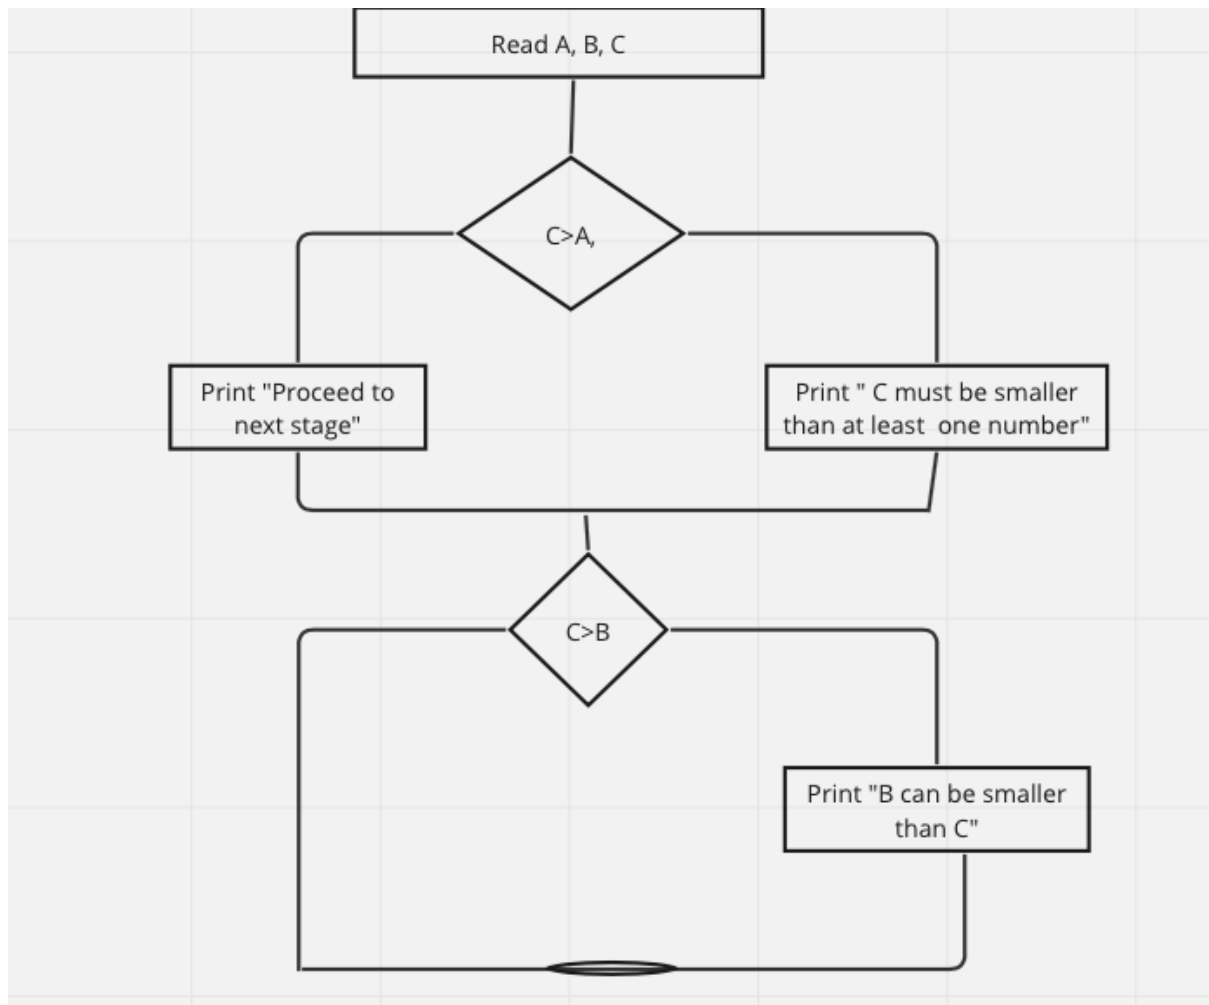 Read A, B, C
C>A,
Print "Proceed to
next stage"
Print " C must be smaller
than at least  one number"
C>B
Print "B can be smaller
than C"